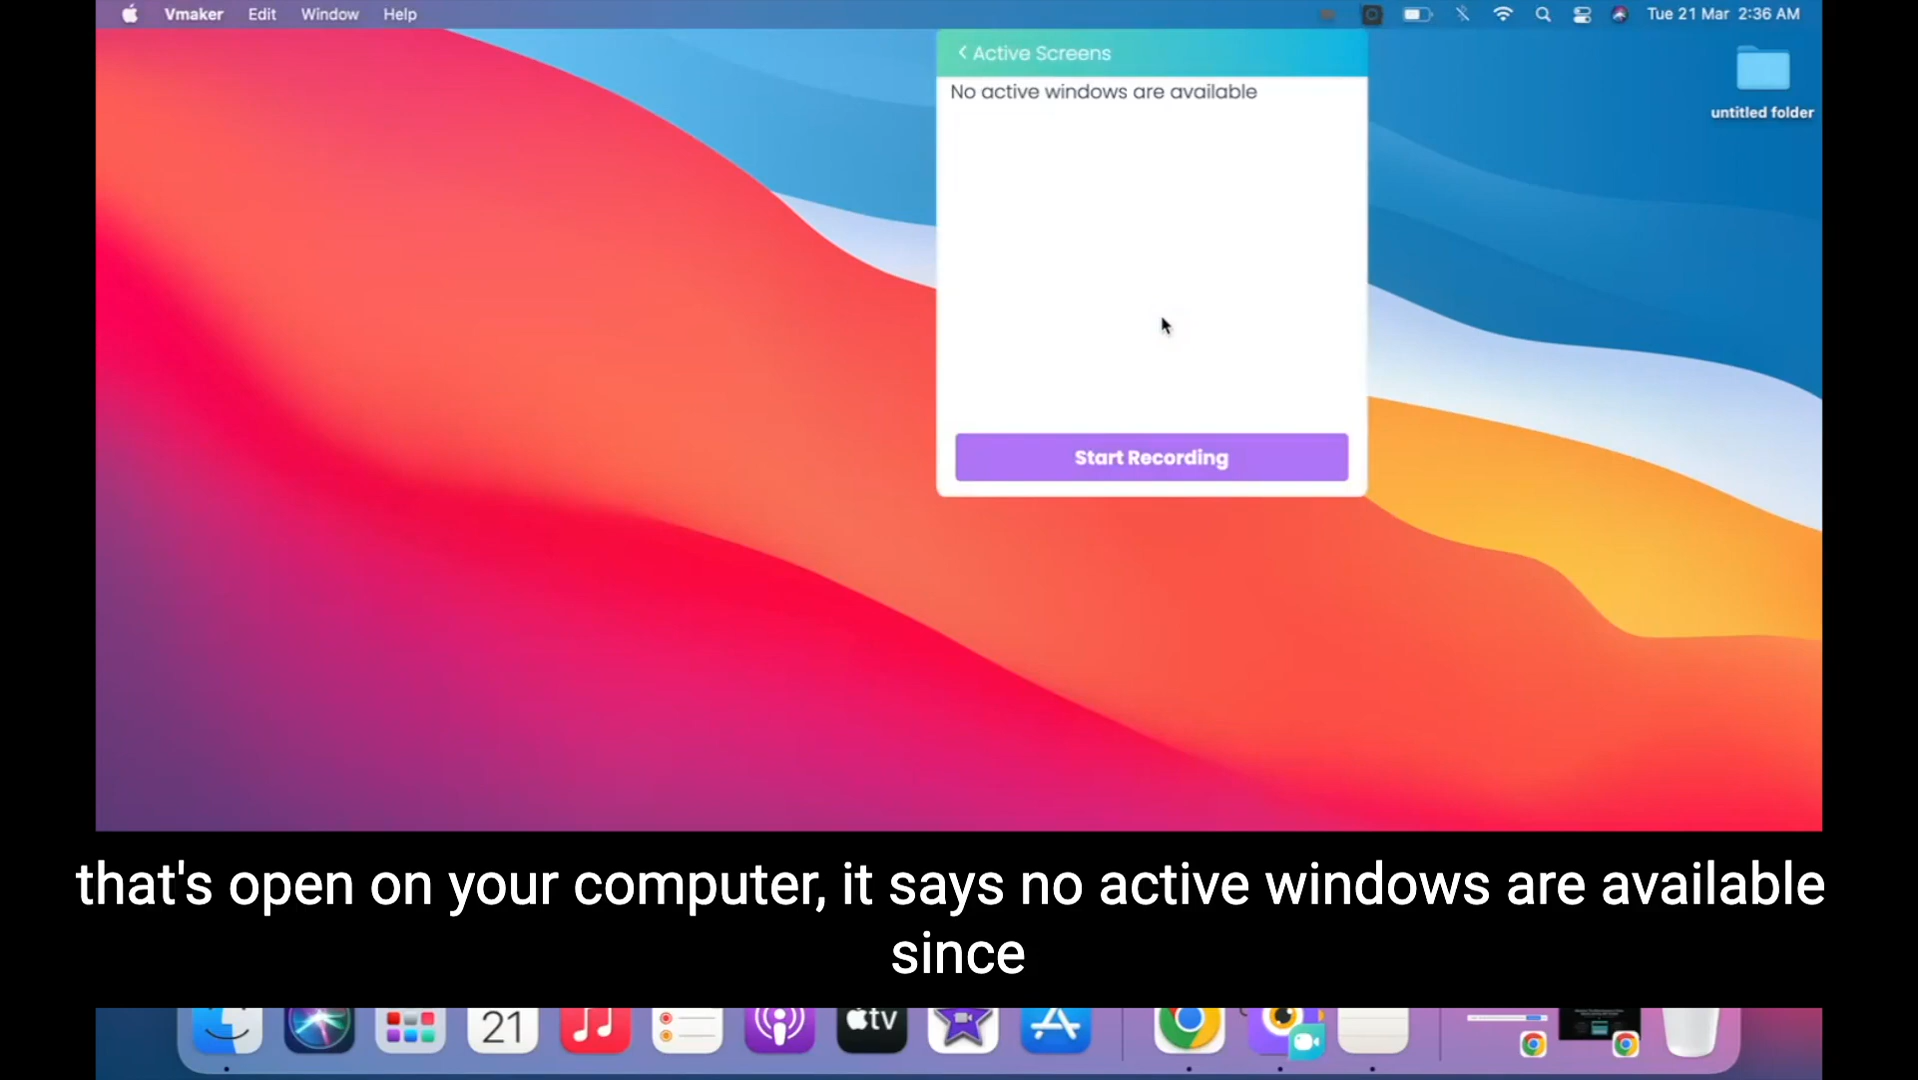 Vmaker Edit Window Help Tue 21 Mar 2:36 AM
Active Screens
No active windows are available
untitled folder
Start Recording
that's open on your computer, it says no active windows are available
since
21
tv